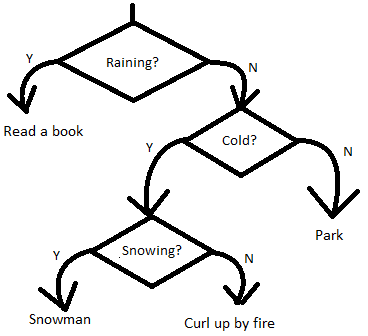 Raining?
Y
N
Read a book
Cold?
Y
N
Park
Snowing?
Y
N
Snowman
Curl up by fire